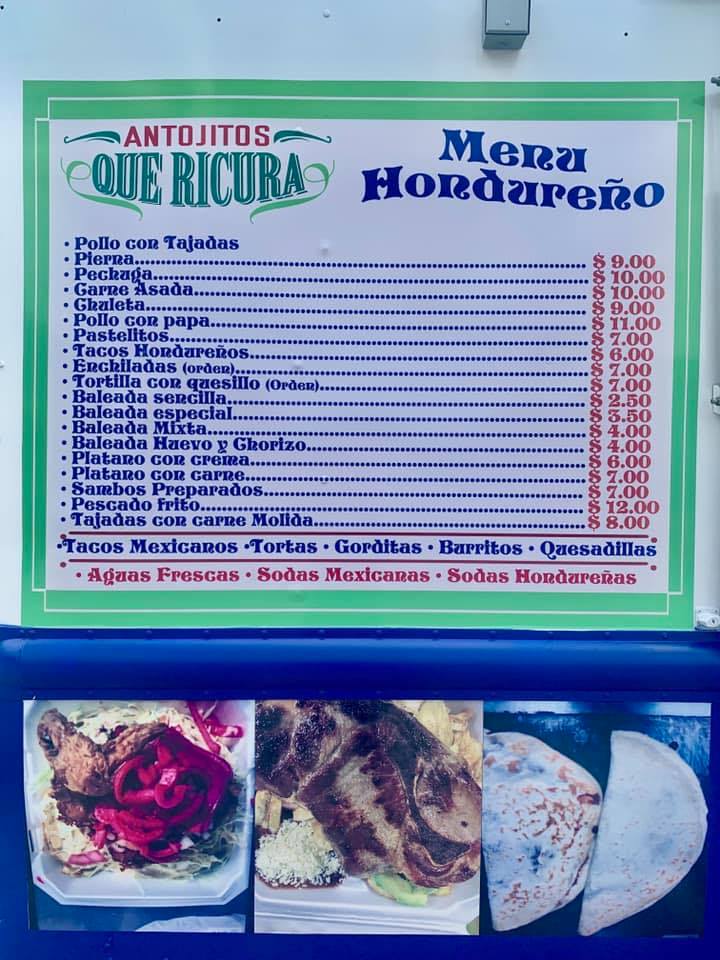 ANTOJITOS
QUE RICURA
Menu
Hondureño
• Pollo con Tajadas
• Pierna........ $ 9.00
• Pechuga........ $ 10.00
• Carne Asada........ $ 10.00
• Chuleta........ $ 9.00
• Pollo con papa........ $ 11.00
• Pastelitos........ $ 7.00
• Tacos Hondureños........ $ 6.00
• Enchiladas (orden)........ $ 7.00
• Tortilla con quesillo (Orden)........ $ 7.00
• Baleada sencilla........ $ 2.50
• Baleada especial........ $ 3.50
• Baleada Mixta........ $ 4.00
• Baleada Huevo y Chorizo........ $ 4.00
• Platano con crema........ $ 6.00
• Platano con carne........ $ 7.00
• Sambos Preparados........ $ 7.00
• Pescado frito........ $ 12.00
• Tajadas con carne Molida........ $ 8.00
•Tacos Mexicanos •Tortas • Gorditas • Burritos • Quesadillas
• Aguas Frescas • Sodas Mexicanas • Sodas Hondureñas